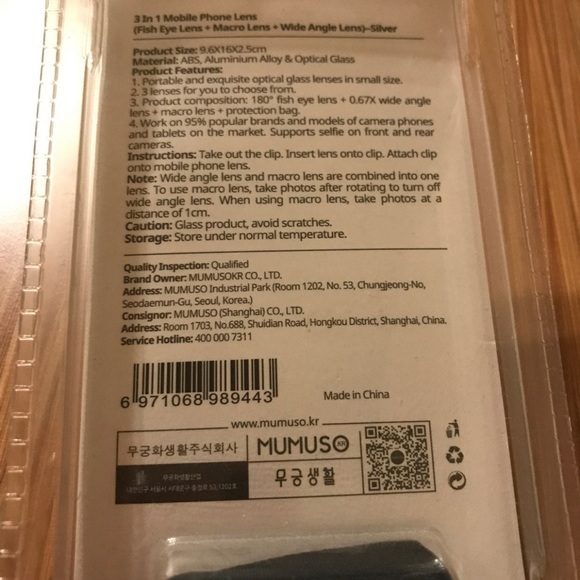 3 In 1 Mobile Phone Lens
(Fish Eye Lens + Macro Lens + Wide Angle Lens)–Silver
Product Size: 9.6X16X2.5cm
Material: ABS, Aluminium Alloy & Optical Glass
Product Features:
1. Portable and exquisite optical glass lenses in small size.
2. 3 lenses for you to choose from.
3. Product composition: 180° fish eye lens + 0.67X wide angle
lens + macro lens + protection bag.
4. Work on 95% popular brands and models of camera phones
and tablets on the market. Supports selfie on front and rear
cameras.
Instructions: Take out the clip. Insert lens onto clip. Attach clip
onto mobile phone lens.
Note: Wide angle lens and macro lens are combined into one
lens. To use macro lens, take photos after rotating to turn off
wide angle lens. When using macro lens, take photos at a
distance of 1cm.
Caution: Glass product, avoid scratches.
Storage: Store under normal temperature.
Quality Inspection: Qualified
Brand Owner: MUMUSOKR CO., LTD.
Address: MUMUSO Industrial Park (Room 1202, No. 53, Chungjeong-No,
Seodaemun-Gu, Seoul, Korea.)
Consignor: MUMUSO (Shanghai) CO., LTD.
Address: Room 1703, No.688, Shuidian Road, Hongkou District, Shanghai, China.
Service Hotline: 400 000 7311
6 971068 989443
Made in China
www.mumuso.kr
무궁화생활주식회사
MUMUSO KR
무궁생활
무궁화생활산업